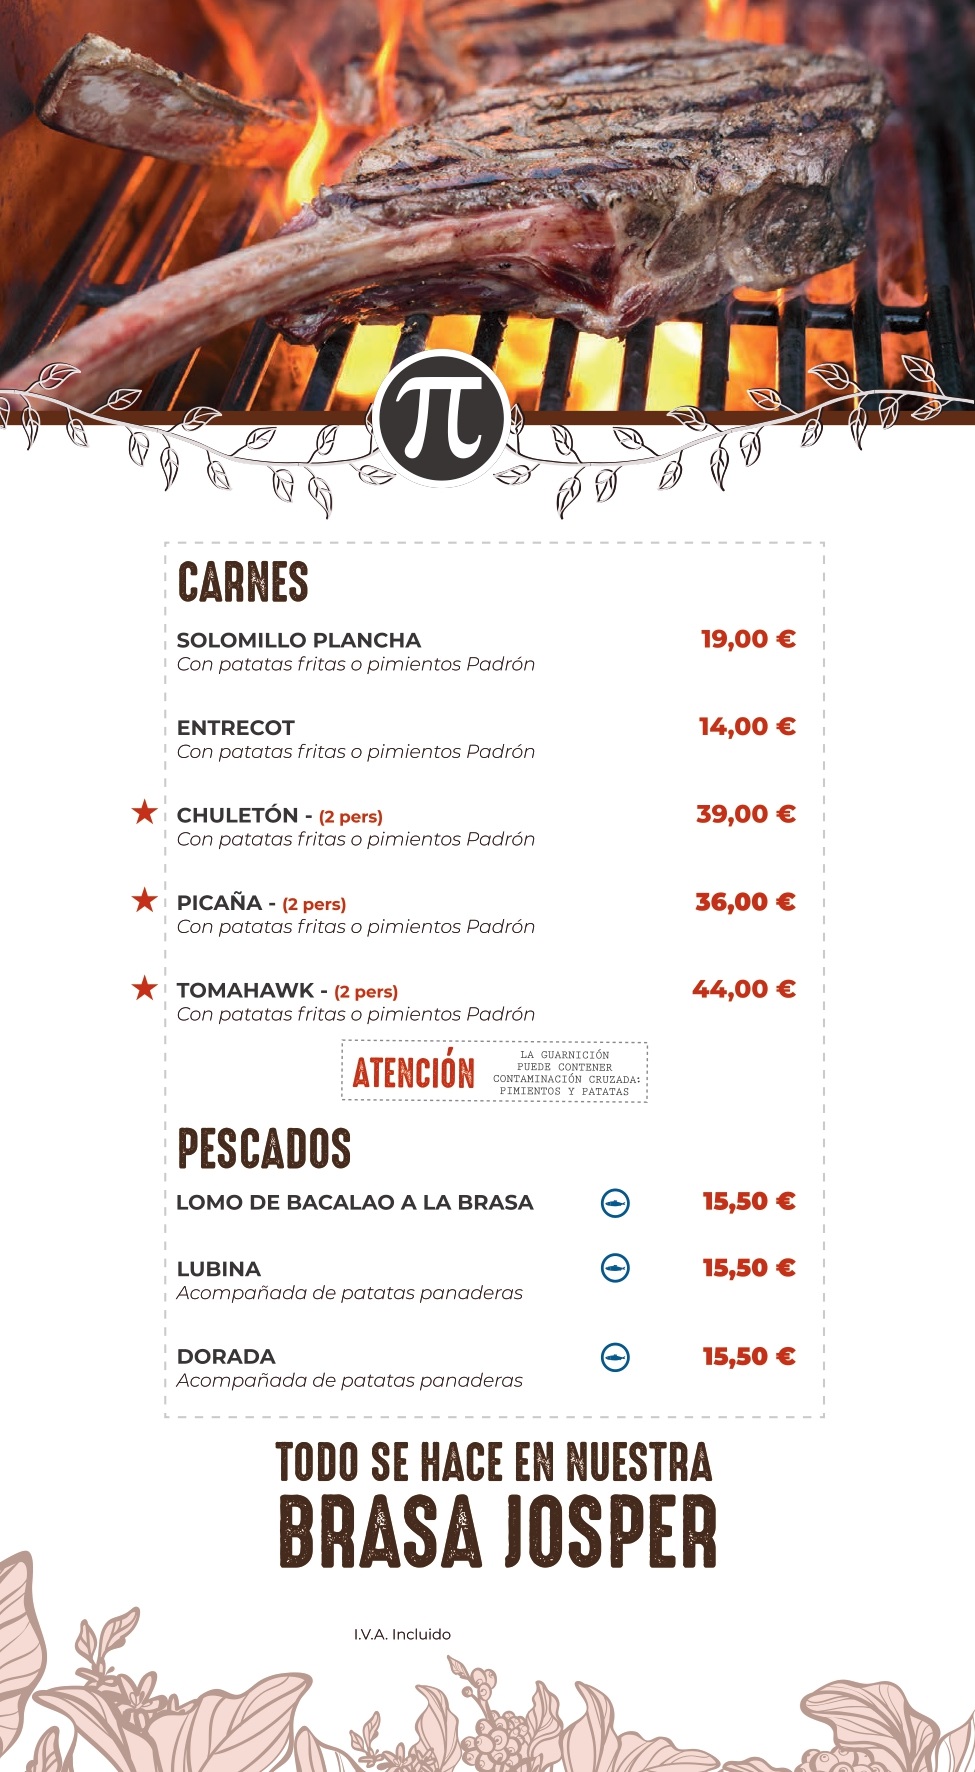 π
CARNES
SOLOMILLO PLANCHA 19,00 €
Con patatas fritas o pimientos Padrón
ENTRECOT 14,00 €
Con patatas fritas o pimientos Padrón
★ CHULETÓN - (2 pers) 39,00 €
Con patatas fritas o pimientos Padrón
★ PICAÑA - (2 pers) 36,00 €
Con patatas fritas o pimientos Padrón
★ TOMAHAWK - (2 pers) 44,00 €
Con patatas fritas o pimientos Padrón
ATENCIÓN
LA GUARNICIÓN
PUEDE CONTENER
CONTAMINACIÓN CRUZADA:
PIMIENTOS Y PATATAS
PESCADOS
LOMO DE BACALAO A LA BRASA 15,50 €
LUBINA 15,50 €
Acompañada de patatas panaderas
DORADA 15,50 €
Acompañada de patatas panaderas
TODO SE HACE EN NUESTRA
BRASA JOSPER
I.V.A. Incluido